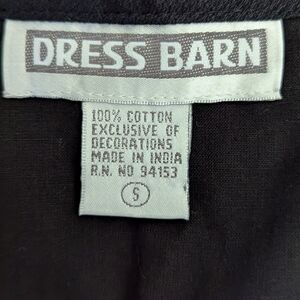 DRESS BARN
100% COTTON
EXCLUSIVE OF
DECORATIONS
MADE IN INDIA
R.N. NO 94153
S